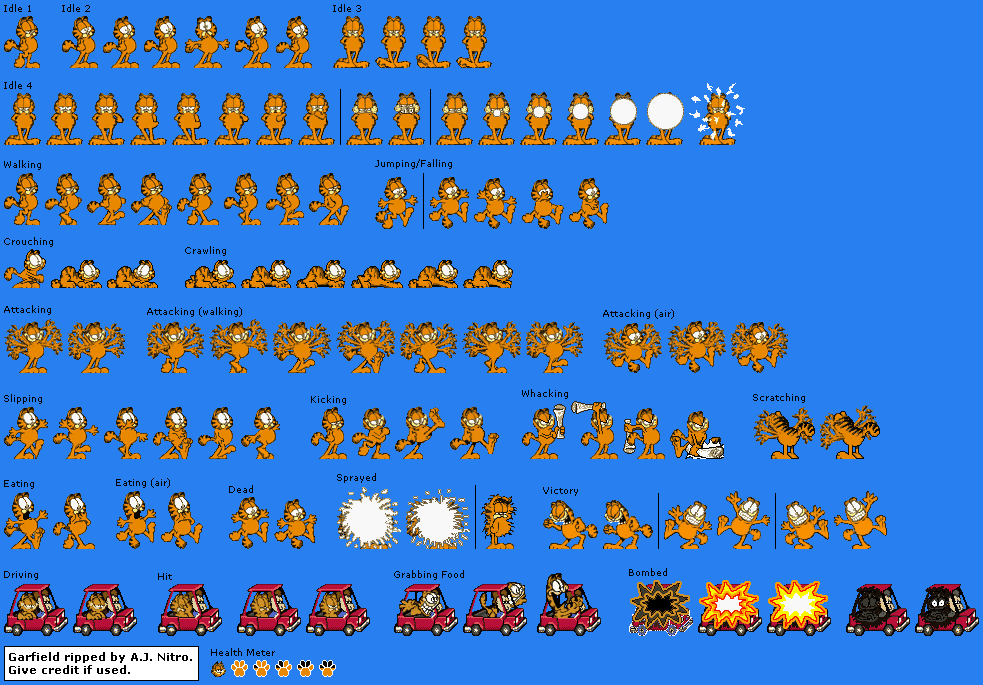 Idle 1
Idle 2
Idle 3
Idle 4
Walking
Jumping/Falling
Crouching
Crawling
Attacking
Attacking (walking)
Attacking (air)
Slipping
Kicking
Whacking
Scratching
Eating
Eating (air)
Dead
Sprayed
Victory
Driving
Hit
Grabbing Food
Bombed
Garfield ripped by A.J. Nitro.
Give credit if used.
Health Meter